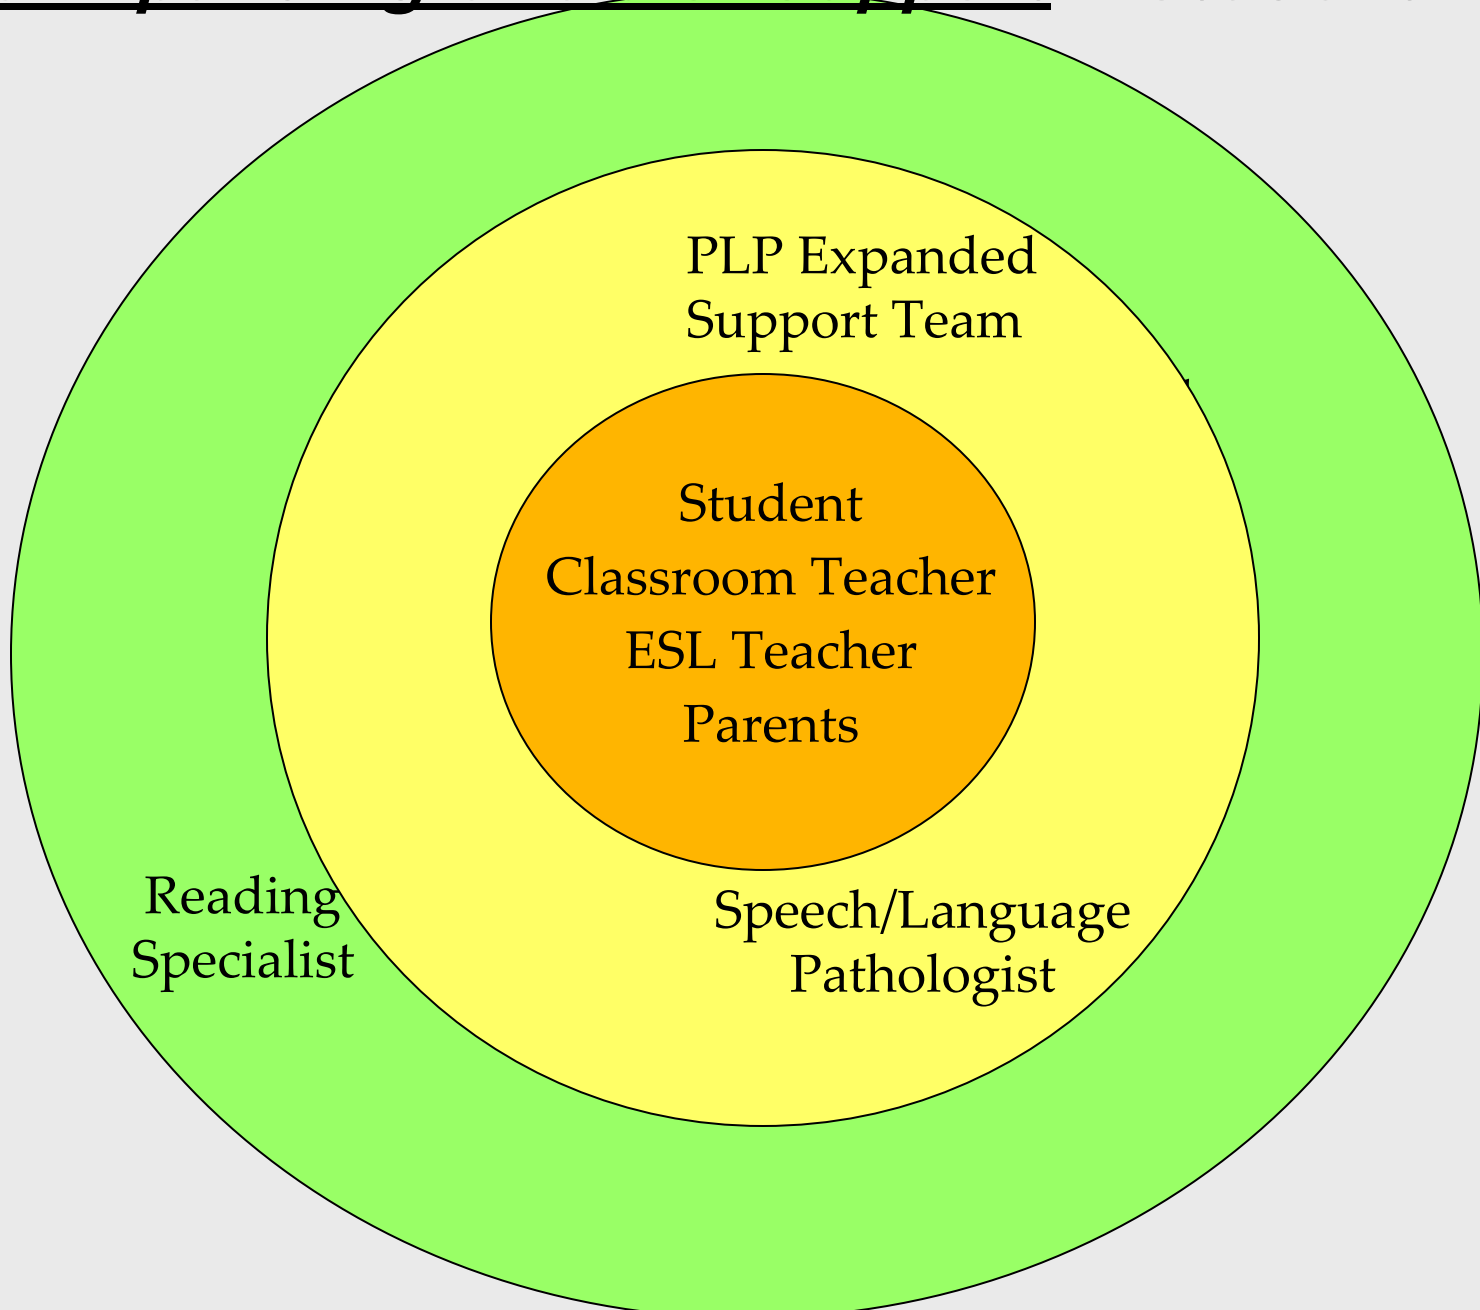 PLP Expanded
Support Team
Student
Classroom Teacher
ESL Teacher
Parents
Reading
Specialist
Speech/Language
Pathologist